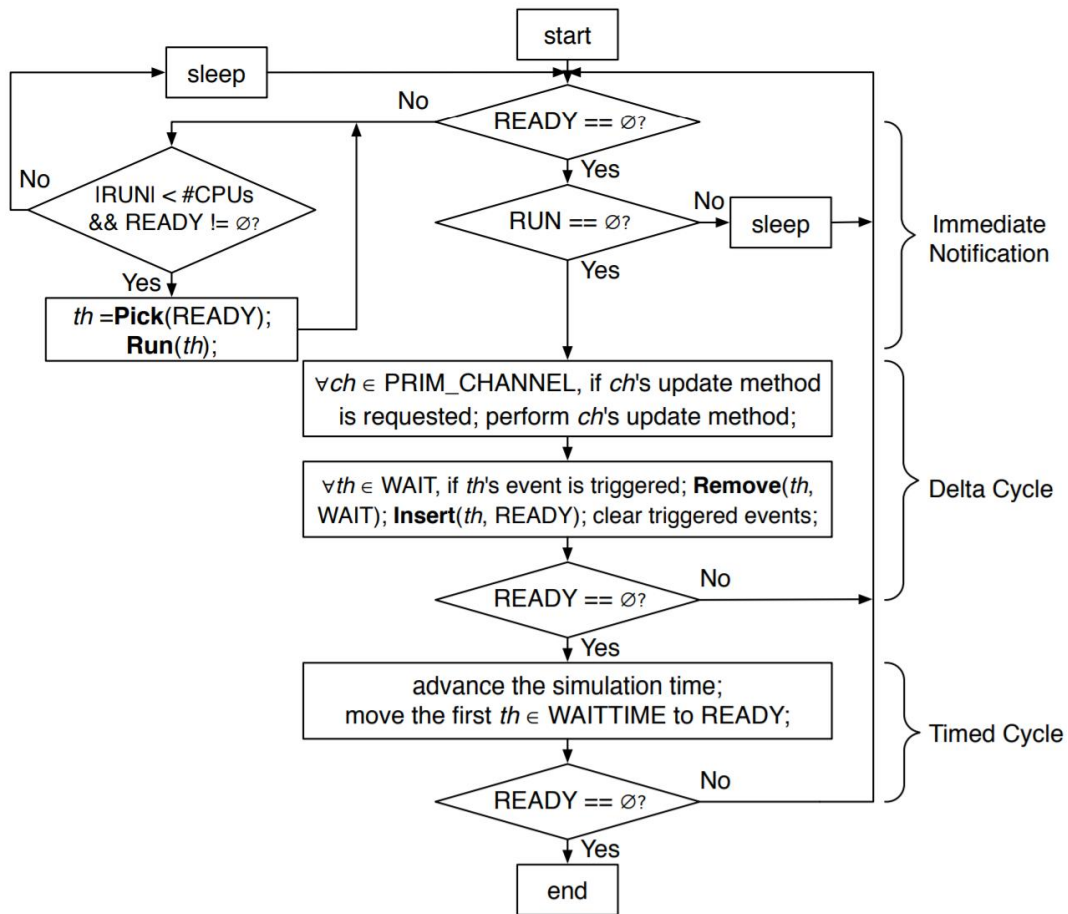 start
sleep
No
READY == ∅?
Yes
No
|RUN| < #CPUs
&& READY != ∅?
RUN == ∅?
No
sleep
Immediate
Notification
Yes
Yes
th =Pick(READY);
Run(th);
∀ch ∈ PRIM_CHANNEL, if ch's update method
is requested; perform ch's update method;
∀th ∈ WAIT, if th's event is triggered; Remove(th,
WAIT); Insert(th, READY); clear triggered events;
Delta Cycle
READY == ∅?
No
Yes
advance the simulation time;
move the first th ∈ WAITTIME to READY;
Timed Cycle
READY == ∅?
No
Yes
end